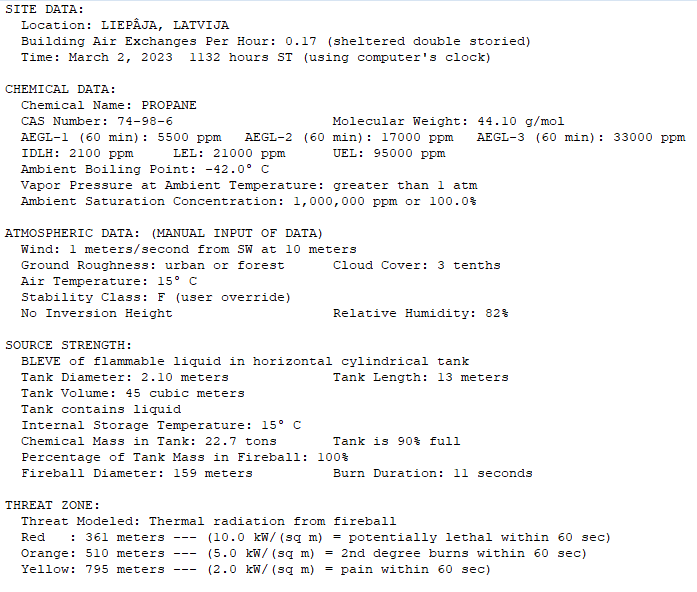 SITE DATA:
Location: LIEPÂJA, LATVIJA
Building Air Exchanges Per Hour: 0.17 (sheltered double storied)
Time: March 2, 2023  1132 hours ST (using computer's clock)
CHEMICAL DATA:
Chemical Name: PROPANE
CAS Number: 74-98-6    Molecular Weight: 44.10 g/mol
AEGL-1 (60 min): 5500 ppm   AEGL-2 (60 min): 17000 ppm   AEGL-3 (60 min): 33000 ppm
IDLH: 2100 ppm    LEL: 21000 ppm    UEL: 95000 ppm
Ambient Boiling Point: -42.0° C
Vapor Pressure at Ambient Temperature: greater than 1 atm
Ambient Saturation Concentration: 1,000,000 ppm or 100.0%
ATMOSPHERIC DATA: (MANUAL INPUT OF DATA)
Wind: 1 meters/second from SW at 10 meters
Ground Roughness: urban or forest    Cloud Cover: 3 tenths
Air Temperature: 15° C
Stability Class: F (user override)
No Inversion Height    Relative Humidity: 82%
SOURCE STRENGTH:
BLEVE of flammable liquid in horizontal cylindrical tank
Tank Diameter: 2.10 meters    Tank Length: 13 meters
Tank Volume: 45 cubic meters
Tank contains liquid
Internal Storage Temperature: 15° C
Chemical Mass in Tank: 22.7 tons    Tank is 90% full
Percentage of Tank Mass in Fireball: 100%
Fireball Diameter: 159 meters    Burn Duration: 11 seconds
THREAT ZONE:
Threat Modeled: Thermal radiation from fireball
Red   : 361 meters --- (10.0 kW/(sq m) = potentially lethal within 60 sec)
Orange: 510 meters --- (5.0 kW/(sq m) = 2nd degree burns within 60 sec)
Yellow: 795 meters --- (2.0 kW/(sq m) = pain within 60 sec)